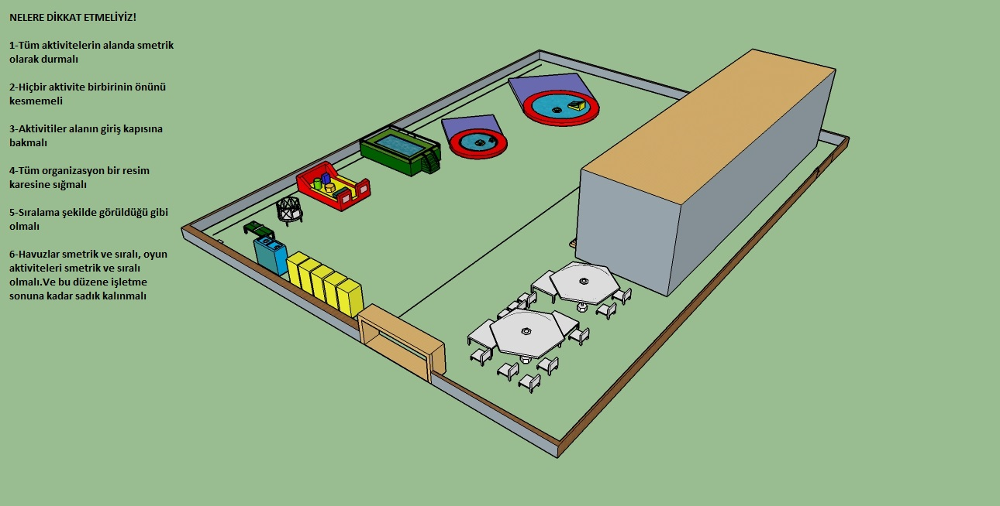 NELERE DİKKAT ETMELİYİZ!
1-Tüm aktivitelerin alanda smetrik
olarak durmalı
2-Hiçbir aktivite birbirinin önünü
kesmemeli
3-Aktivitiler alanın giriş kapısına
bakmalı
4-Tüm organizasyon bir resim
karesine sığmalı
5-Sıralama şekilde görüldüğü gibi
olmalı
6-Havuzlar smetrik ve sıralı, oyun
aktiviteleri smetrik ve sıralı
olmalı.Ve bu düzene işletme
sonuna kadar sadık kalınmalı